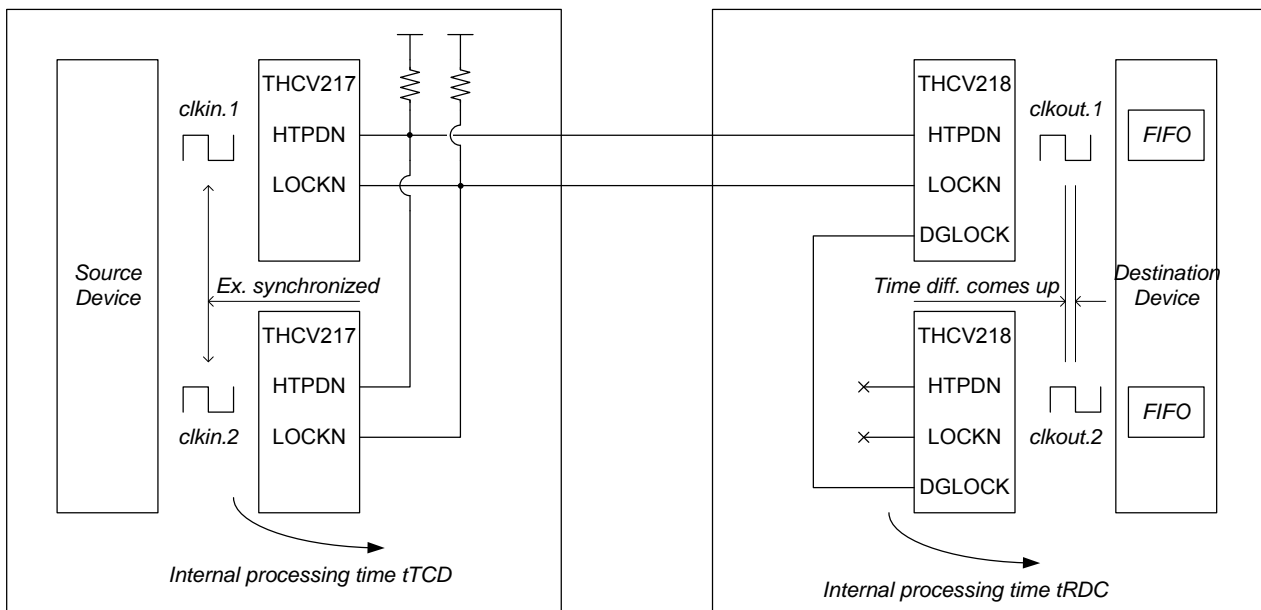 THCV217
clkin.1
HTPDN
LOCKN
Source
Device
Ex. synchronized
THCV217
HTPDN
LOCKN
clkin.2
Internal processing time tTCD
THCV218
clkout.1
HTPDN
FIFO
LOCKN
DGLOCK
Time diff. comes up
Destination
Device
THCV218
HTPDN
FIFO
LOCKN
clkout.2
DGLOCK
Internal processing time tRDC